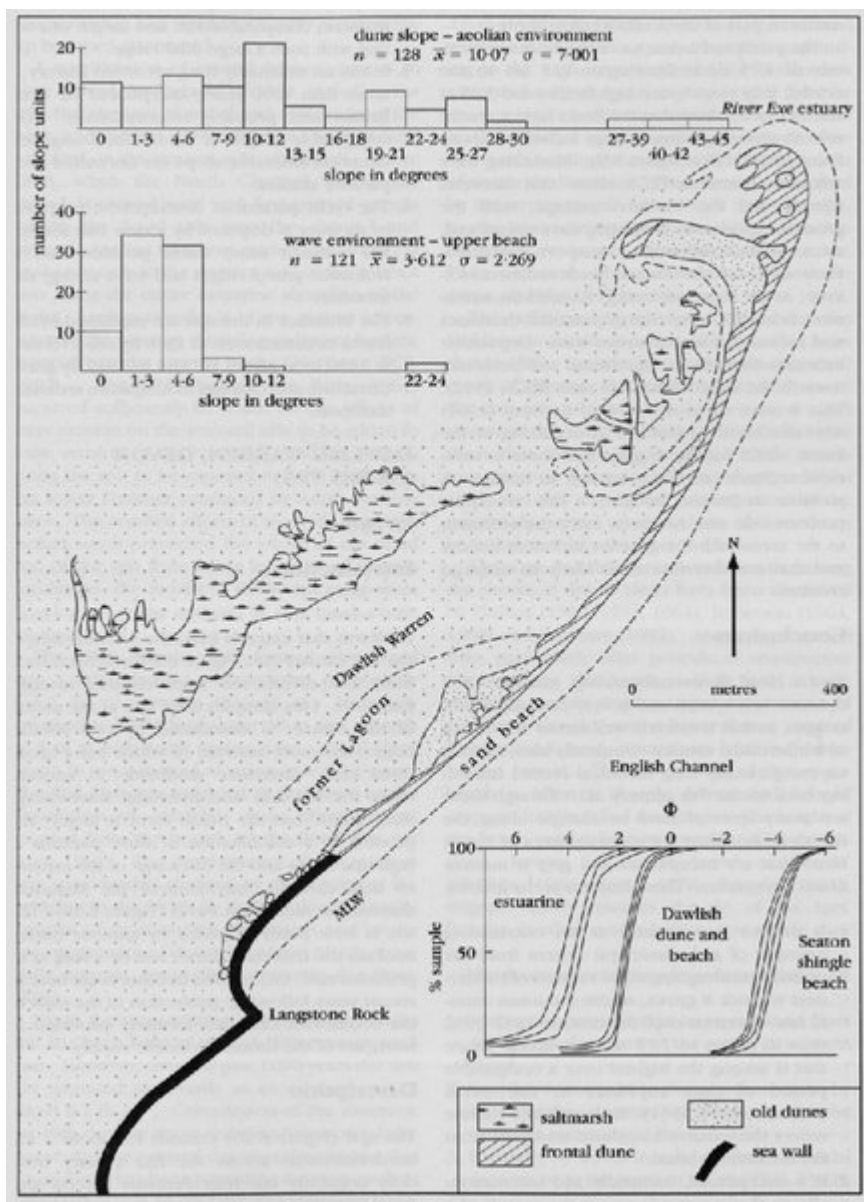 dune slope – aeolian environment
n = 128 x̅ = 10·07 σ = 7·001
20
10
0
number of slope units
0 1-3 4-6 7-9 10-12 16-18 22-24 28-30 27-39 43-45
13-15 19-21 25-27 40-42
slope in degrees
River Exe estuary
40
30
20
10
0
wave environment – upper beach
n = 121 x̅ = 3·612 σ = 2·269
0 1-3 4-6 7-9 10-12 22-24
slope in degrees
N
0 metres 400
Dawlish Warren
former Lagoon
sand beach
English Channel
MLW
Langstone Rock
Φ
6 4 2 0 -2 -4 -6
100
50
0
% sample
estuarine
Dawlish
dune and
beach
Seaton
shingle
beach
saltmarsh
old dunes
frontal dune
sea wall